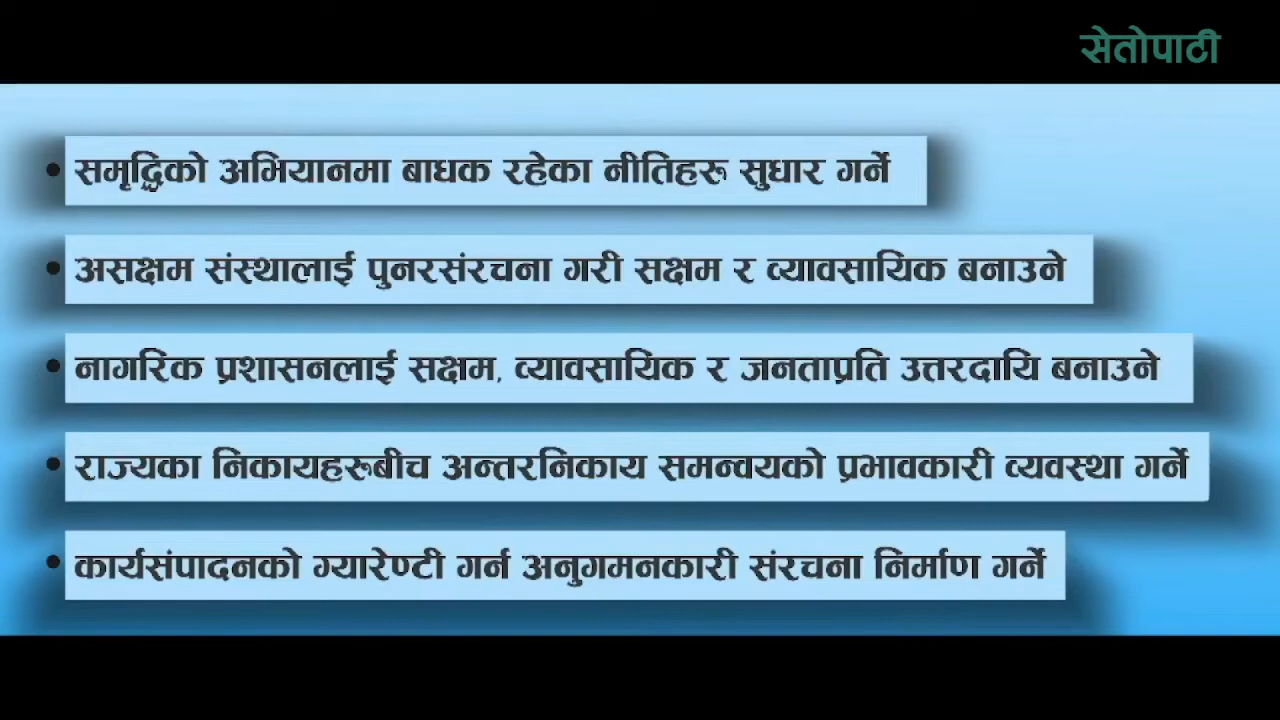 सेतोपाटी
• समृद्धिको अभियानमा बाधक रहेका नीतिहरू सुधार गर्ने
• असक्षम संस्थालाई पुनरसंरचना गरी सक्षम र व्यावसायिक बनाउने
• नागरिक प्रशासनलाई सक्षम, व्यावसायिक र जनताप्रति उत्तरदायि बनाउने
• राज्यका निकायहरूबीच अन्तरनिकाय समन्वयको प्रभावकारी व्यवस्था गर्ने
• कार्यसंपादनको ग्यारेण्टी गर्न अनुगमनकारी संरचना निर्माण गर्ने